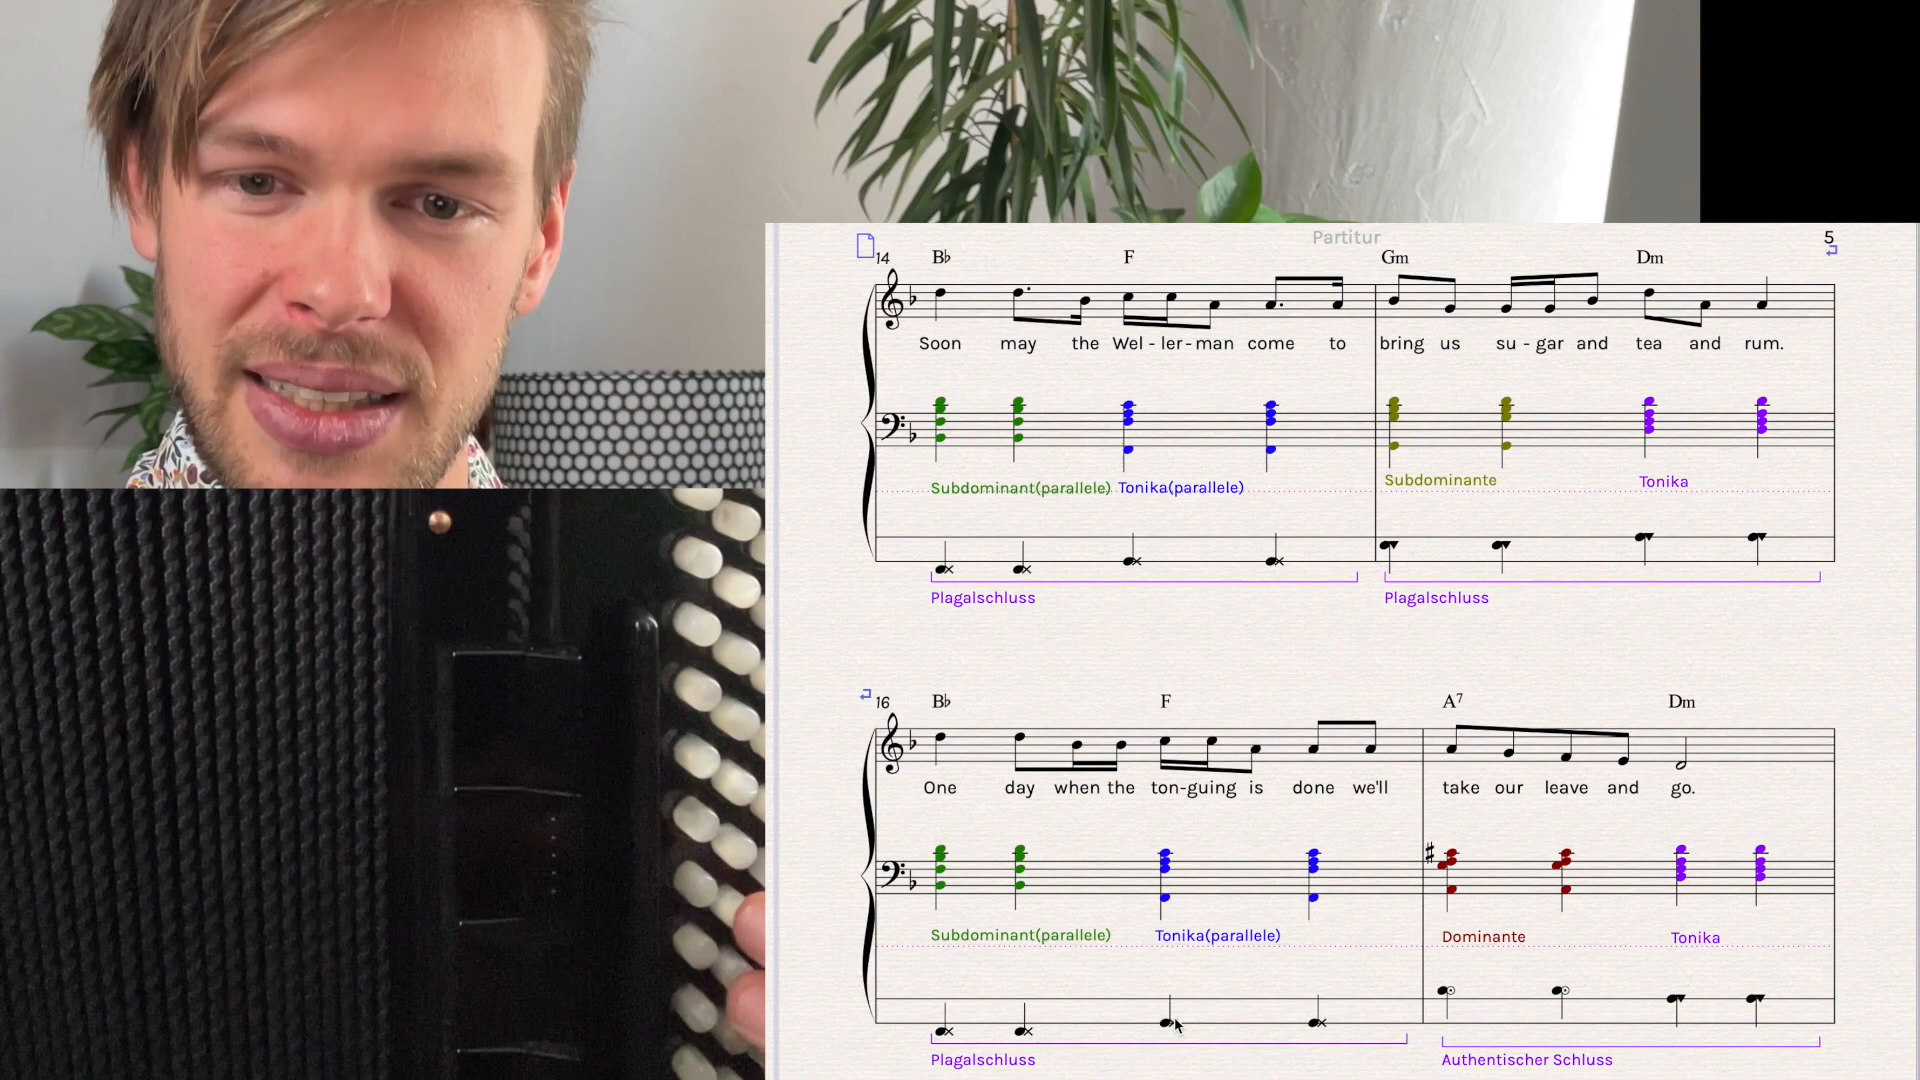 Partitur
5
14 B♭ F Gm Dm
Soon may the Wel - ler - man come to bring us su - gar and tea and rum.
Subdominant(parallele) Tonika(parallele) Subdominante Tonika
Plagalschluss Plagalschluss
16 B♭ F A7 Dm
One day when the ton-guing is done we'll take our leave and go.
Subdominant(parallele) Tonika(parallele) Dominante Tonika
Plagalschluss Authentischer Schluss